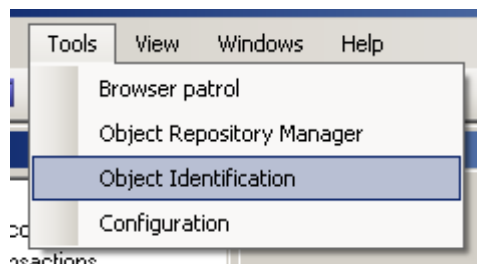 Tools View Windows Help
Browser patrol
Object Repository Manager
Object Identification
Configuration